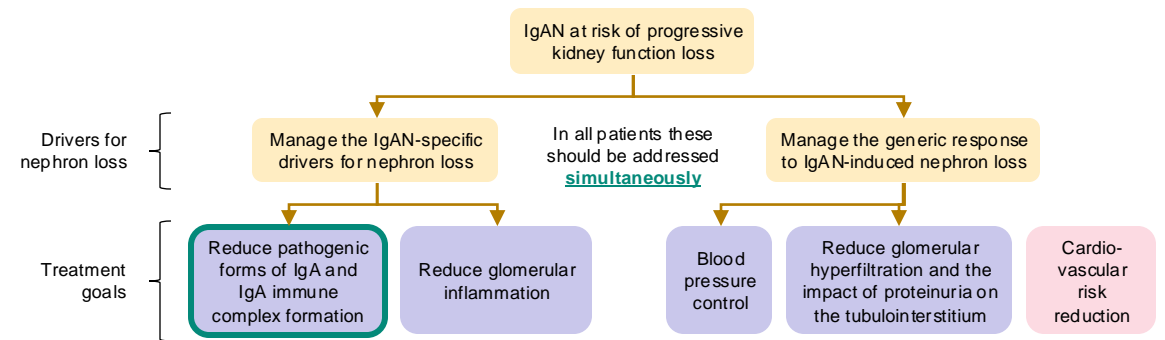 IgAN at risk of progressive
kidney function loss
Drivers for
nephron loss
Manage the IgAN-specific
drivers for nephron loss
In all patients these
should be addressed
simultaneously
Manage the generic response
to IgAN-induced nephron loss
Treatment
goals
Reduce pathogenic
forms of IgA and
IgA immune
complex formation
Reduce glomerular
inflammation
Blood
pressure
control
Reduce glomerular
hyperfiltration and the
impact of proteinuria on
the tubulointerstitium
Cardio-
vascular
risk
reduction